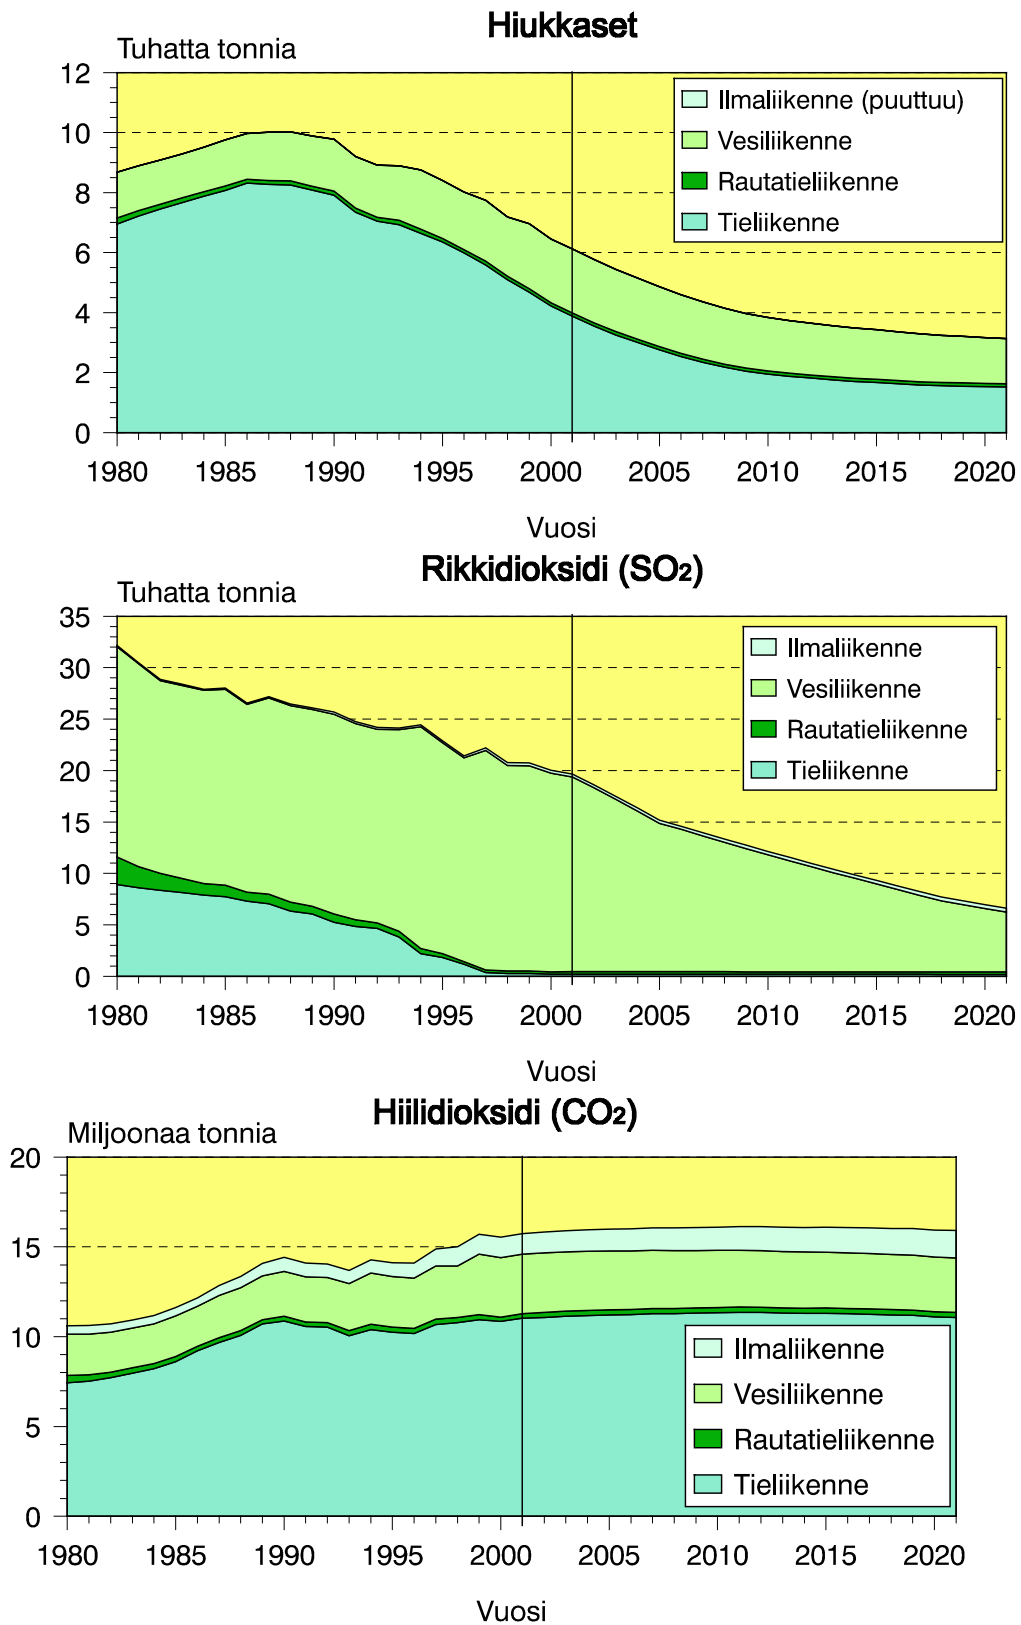 Hiukkaset
Tuhatta tonnia
12
10
8
6
4
2
0
Ilmaliikenne (puuttuu)
Vesiliikenne
Rautatieliikenne
Tieliikenne
1980 1985 1990 1995 2000 2005 2010 2015 2020
Vuosi
Rikkidioksidi (SO₂)
Tuhatta tonnia
35
30
25
20
15
10
5
0
Ilmaliikenne
Vesiliikenne
Rautatieliikenne
Tieliikenne
1980 1985 1990 1995 2000 2005 2010 2015 2020
Vuosi
Hiilidioksidi (CO₂)
Miljoonaa tonnia
20
15
10
5
0
Ilmaliikenne
Vesiliikenne
Rautatieliikenne
Tieliikenne
1980 1985 1990 1995 2000 2005 2010 2015 2020
Vuosi